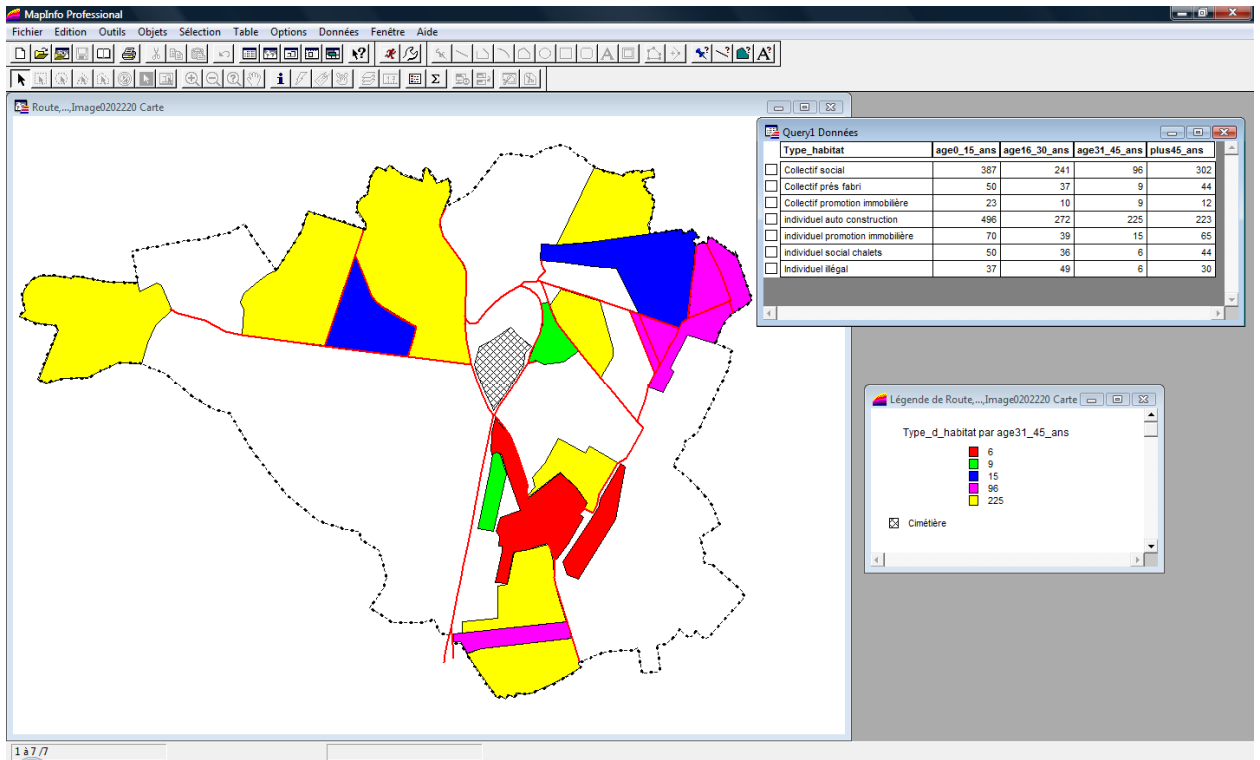 MapInfo Professional
Fichier Edition Outils Objets Sélection Table Options Données Fenêtre Aide
Route,...,Image0202220 Carte
Query1 Données
Type_habitat age0_15_ans age16_30_ans age31_45_ans plus45_ans
Collectif social 387 241 96 302
Collectif prés fabri 50 37 9 44
Collectif promotion immobilière 23 10 9 12
individuel auto construction 496 272 225 223
individuel promotion immobilière 70 39 15 65
individuel social chalets 50 36 6 44
Individuel illégal 37 49 6 30
Légende de Route,...,Image0202220 Carte
Type_d_habitat par age31_45_ans
6
9
15
96
225
Cimétière
1 à 7 /7